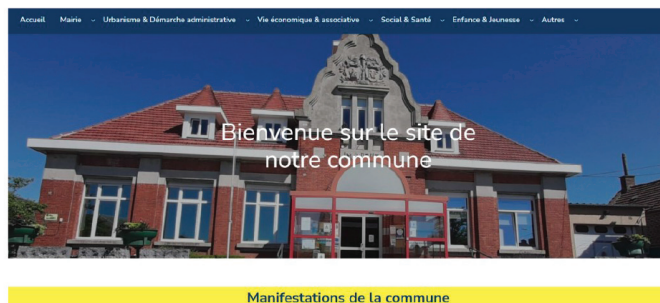 Accueil Mairie Urbanisme & Démarche administrative Vie économique & associative Social & Santé Enfance & Jeunesse Autres
Bienvenue sur le site de
notre commune
Manifestations de la commune